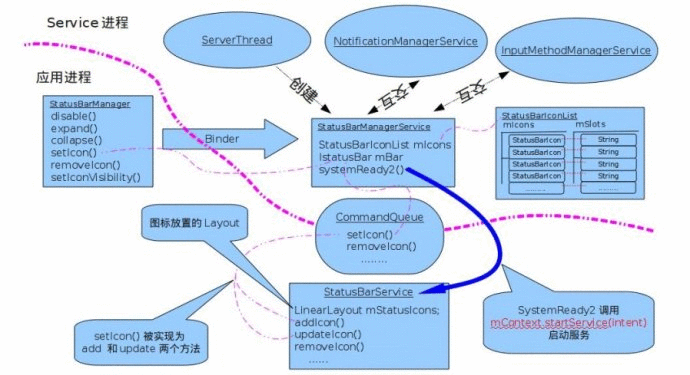 Service 进程
ServerThread
NotificationManagerService
InputMethodManagerService
应用进程
创建
交互
交互
StatusBarManager
disable()
expand()
collapse()
setIcon()
removeIcon()
setIconVisibility()
Binder
StatusBarManagerService
StatusBarIconList mIcons
IstatusBar mBar
systemReady2()
StatusBarIconList
mIcons
mSlots
StatusBarIcon
String
StatusBarIcon
String
StatusBarIcon
String
StatusBarIcon
String
.........
.........
CommandQueue
setIcon()
removeIcon()
........
图标放置的 Layout
StatusBarService
LinearLayout mStatusIcons;
addIcon()
updateIcon()
removeIcon()
......
setIcon() 被实现为
add 和 update 两个方法
SystemReady2 调用
mContext.startService(intent)
启动服务